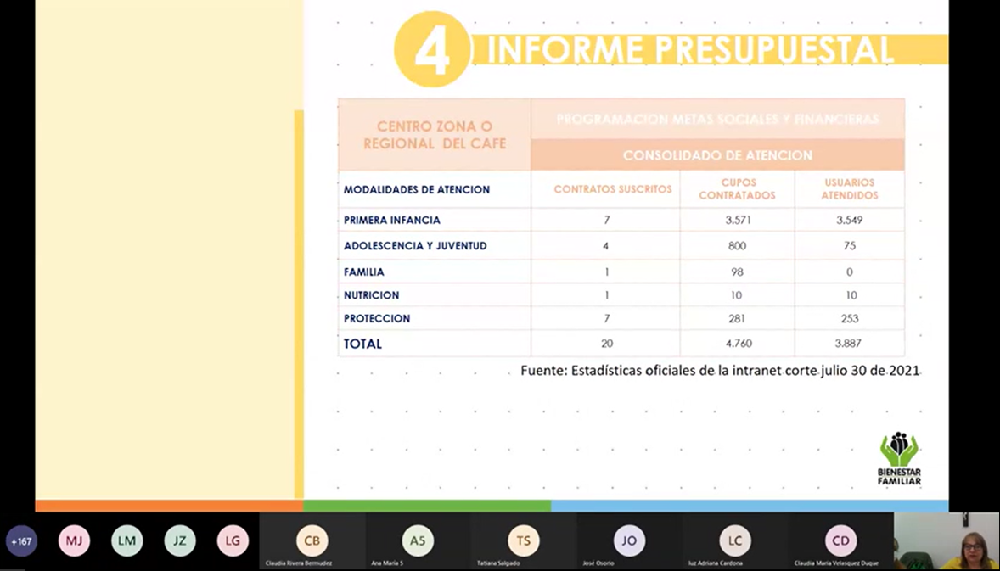 4 INFORME PRESUPUESTAL
CENTRO ZONA O
REGIONAL DEL CAFE
PROGRAMACION METAS SOCIALES Y FINANCIERAS
CONSOLIDADO DE ATENCION
MODALIDADES DE ATENCION
CONTRATOS SUSCRITOS
CUPOS
CONTRATADOS
USUARIOS
ATENDIDOS
PRIMERA INFANCIA 7 3.571 3.549
ADOLESCENCIA Y JUVENTUD 4 800 75
FAMILIA 1 98 0
NUTRICION 1 10 10
PROTECCION 7 281 253
TOTAL 20 4.760 3.887
Fuente: Estadísticas oficiales de la intranet corte julio 30 de 2021
BIENESTAR
FAMILIAR
+167 MJ LM JZ LG CB A5 TS JO LC CD
Claudia Rivera Bermudez Ana María 5 Tatiana Salgado José Osorio luz Adriana Cardona Claudia Maria Velasquez Duque